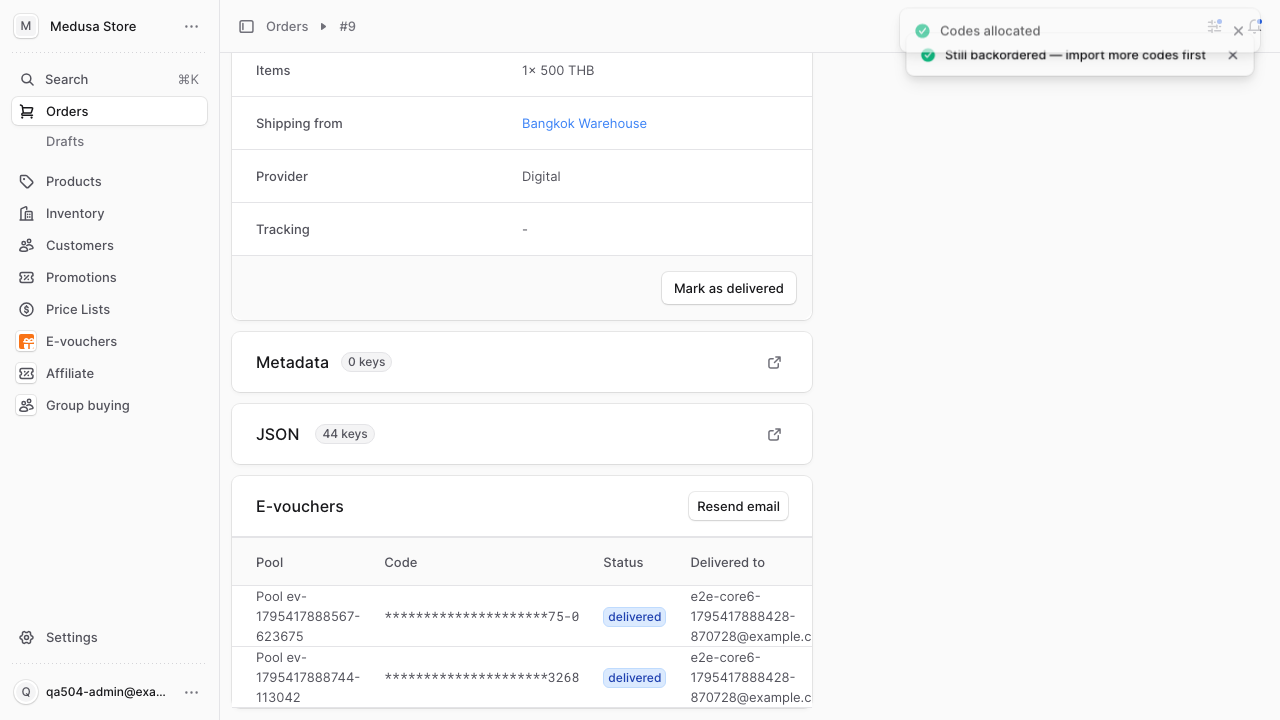 M
Medusa Store
Search
⌘K
Orders
Drafts
Products
Inventory
Customers
Promotions
Price Lists
E-vouchers
Affiliate
Group buying
Settings
Q
qa504-admin@exa...
Orders
#9
Codes allocated
Still backordered — import more codes first
Items
1x 500 THB
Shipping from
Bangkok Warehouse
Provider
Digital
Tracking
-
Mark as delivered
Metadata
0 keys
JSON
44 keys
E-vouchers
Resend email
Pool
Code
Status
Delivered to
Pool ev-
1795417888567-
623675
*********************75-0
delivered
e2e-core6-
1795417888428-
870728@example.c
Pool ev-
1795417888744-
113042
*********************3268
delivered
e2e-core6-
1795417888428-
870728@example.c